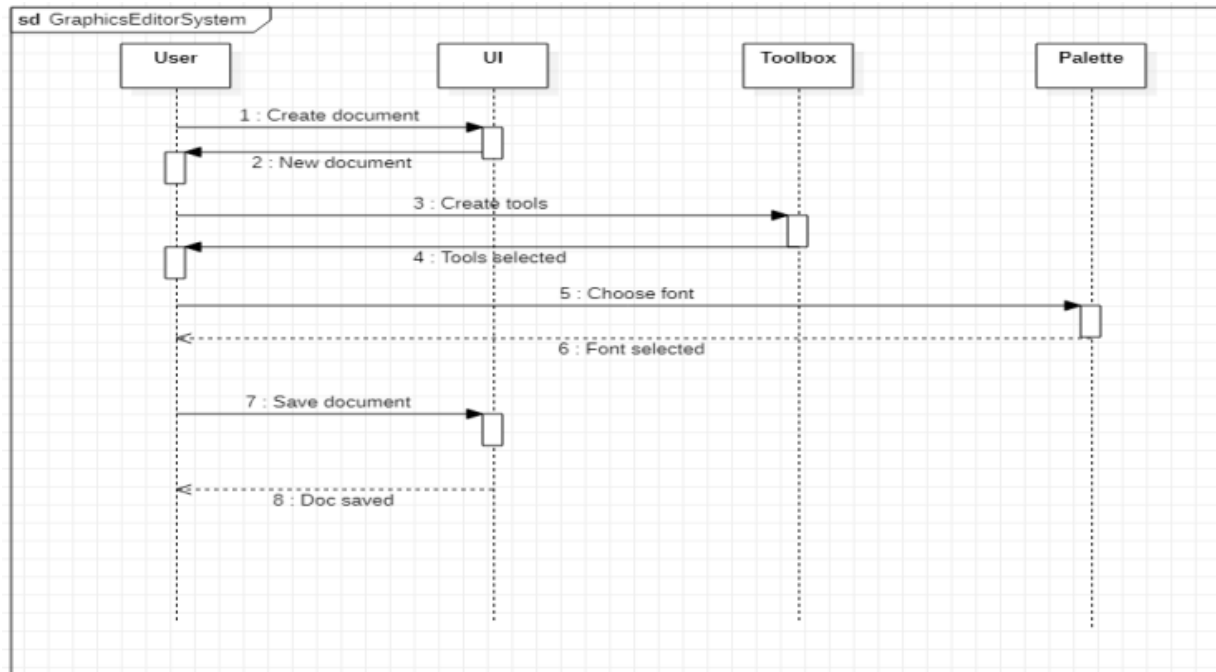 sd GraphicsEditorSystem
User
UI
Toolbox
Palette
1 : Create document
2 : New document
3 : Create tools
4 : Tools selected
5 : Choose font
6 : Font selected
7 : Save document
8 : Doc saved